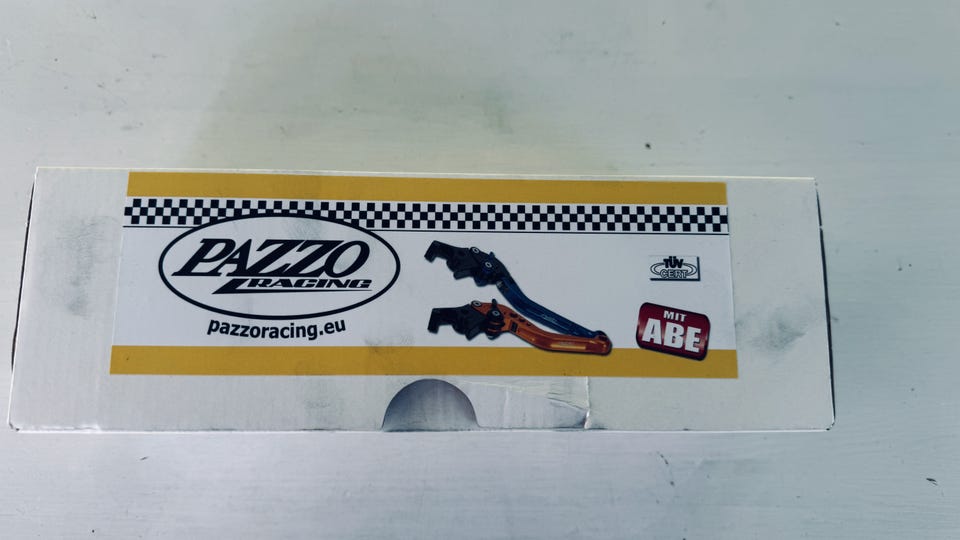 PAZZO
RACING
pazzoracing.eu
TÜV
CERT
MIT
ABE